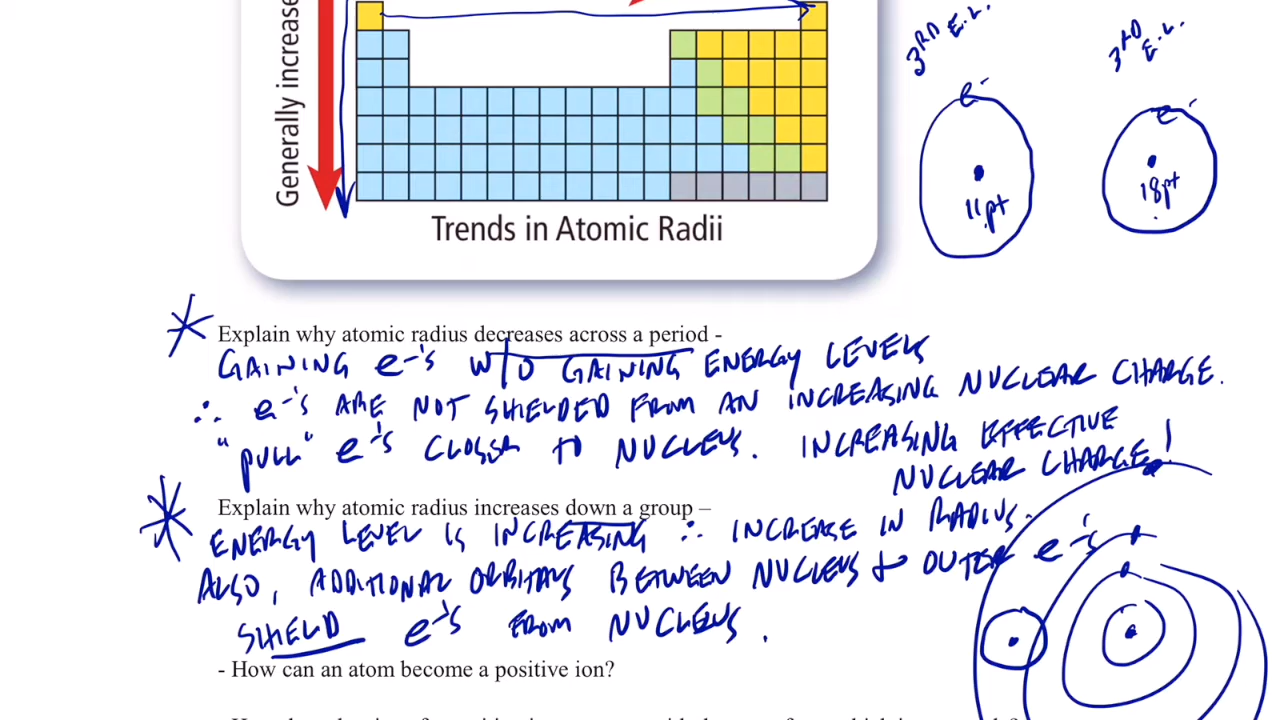 Generally increases
3RD E.L.
3RD E.L.
e-
e-
11pt
18pt
Trends in Atomic Radii
Explain why atomic radius decreases across a period -
GAINING e-'s w/o GAINING ENERGY LEVELS
∴ e-'s ARE NOT SHIELDED FROM AN INCREASING NUCLEAR CHARGE.
"PULL" e-'s CLOSER TO NUCLEUS. INCREASING EFFECTIVE
NUCLEAR CHARGE!
Explain why atomic radius increases down a group –
ENERGY LEVEL IS INCREASING ∴ INCREASE IN RADIUS.
ALSO, ADDITIONAL ORBITALS BETWEEN NUCLEUS & OUTER e-'s
SHIELD e-'s FROM NUCLEUS.
- How can an atom become a positive ion?